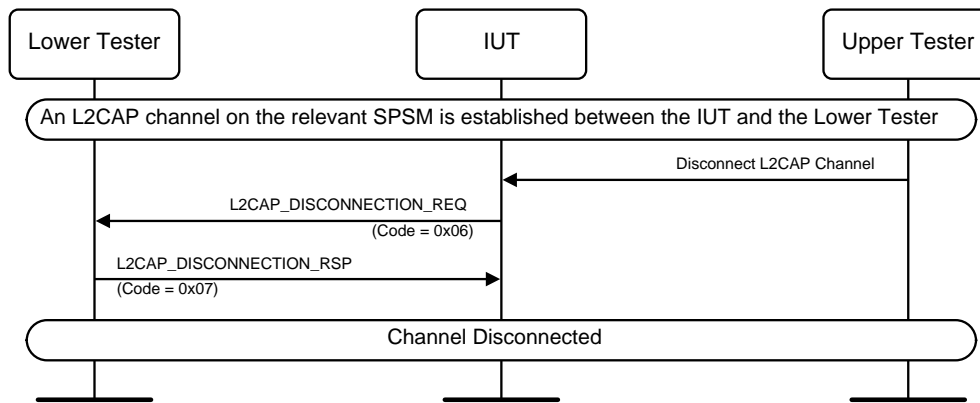 Lower Tester
IUT
Upper Tester
An L2CAP channel on the relevant SPSM is established between the IUT and the Lower Tester
Disconnect L2CAP Channel
L2CAP_DISCONNECTION_REQ
(Code = 0x06)
L2CAP_DISCONNECTION_RSP
(Code = 0x07)
Channel Disconnected